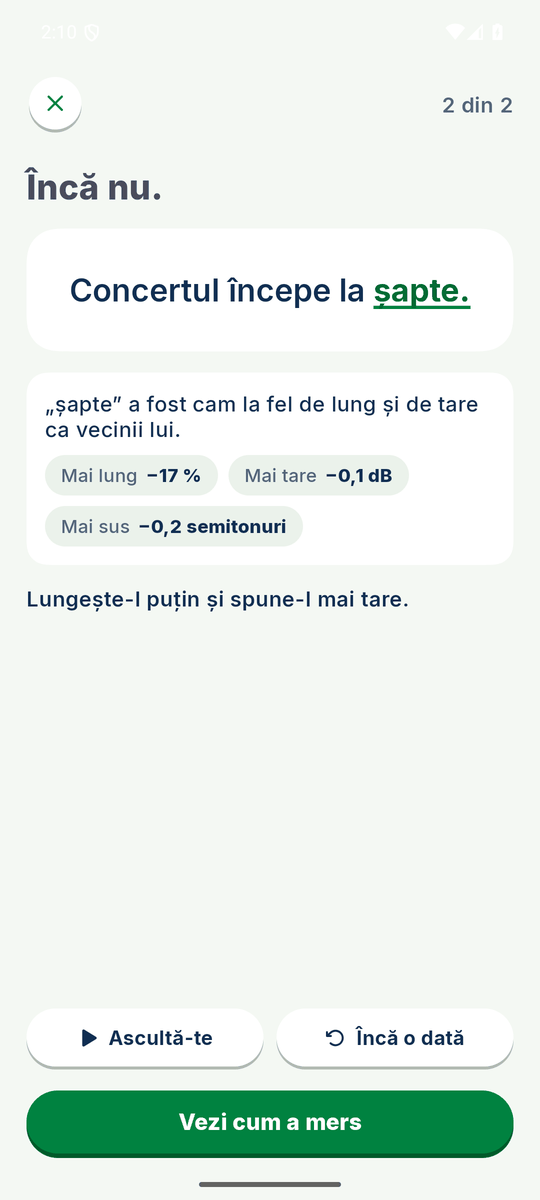 2:10
2 din 2
Încă nu.
Concertul începe la șapte.
„șapte” a fost cam la fel de lung și de tare
ca vecinii lui.
Mai lung −17 %
Mai tare −0,1 dB
Mai sus −0,2 semitonuri
Lungește-l puțin și spune-l mai tare.
Ascultă-te
Încă o dată
Vezi cum a mers